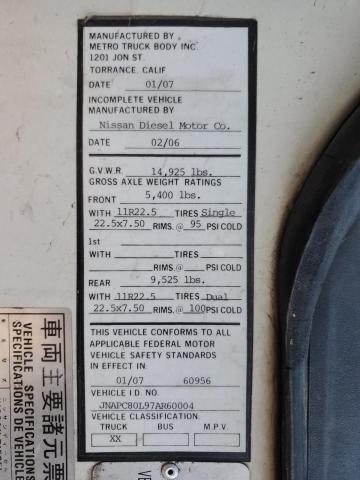 MANUFACTURED BY
METRO TRUCK BODY INC.
1201 JON ST.
TORRANCE, CALIF
DATE 01/07
INCOMPLETE VEHICLE
MANUFACTURED BY
Nissan Diesel Motor Co.
DATE 02/06
G.V.W.R. 14,925 lbs.
GROSS AXLE WEIGHT RATINGS
FRONT 5,400 lbs.
WITH 11R22.5 TIRES Single
22.5x7.50 RIMS.@ 95 PSI COLD
1st
WITH TIRES
RIMS.@ PSI COLD
REAR 9,525 lbs.
WITH 11R22.5 TIRES Dual
22.5x7.50 RIMS.@ 100 PSI COLD
THIS VEHICLE CONFORMS TO ALL
APPLICABLE FEDERAL MOTOR
VEHICLE SAFETY STANDARDS
IN EFFECT IN
01/07 60956
VEHICLE I.D. NO.
JNAPC80L97AR60004
VEHICLE CLASSIFICATION:
TRUCK BUS M.P.V.
XX
車両主要諸元票
VEHICLE SPECIFICATIONS
SPECIFICATIONS DE VEHICLE